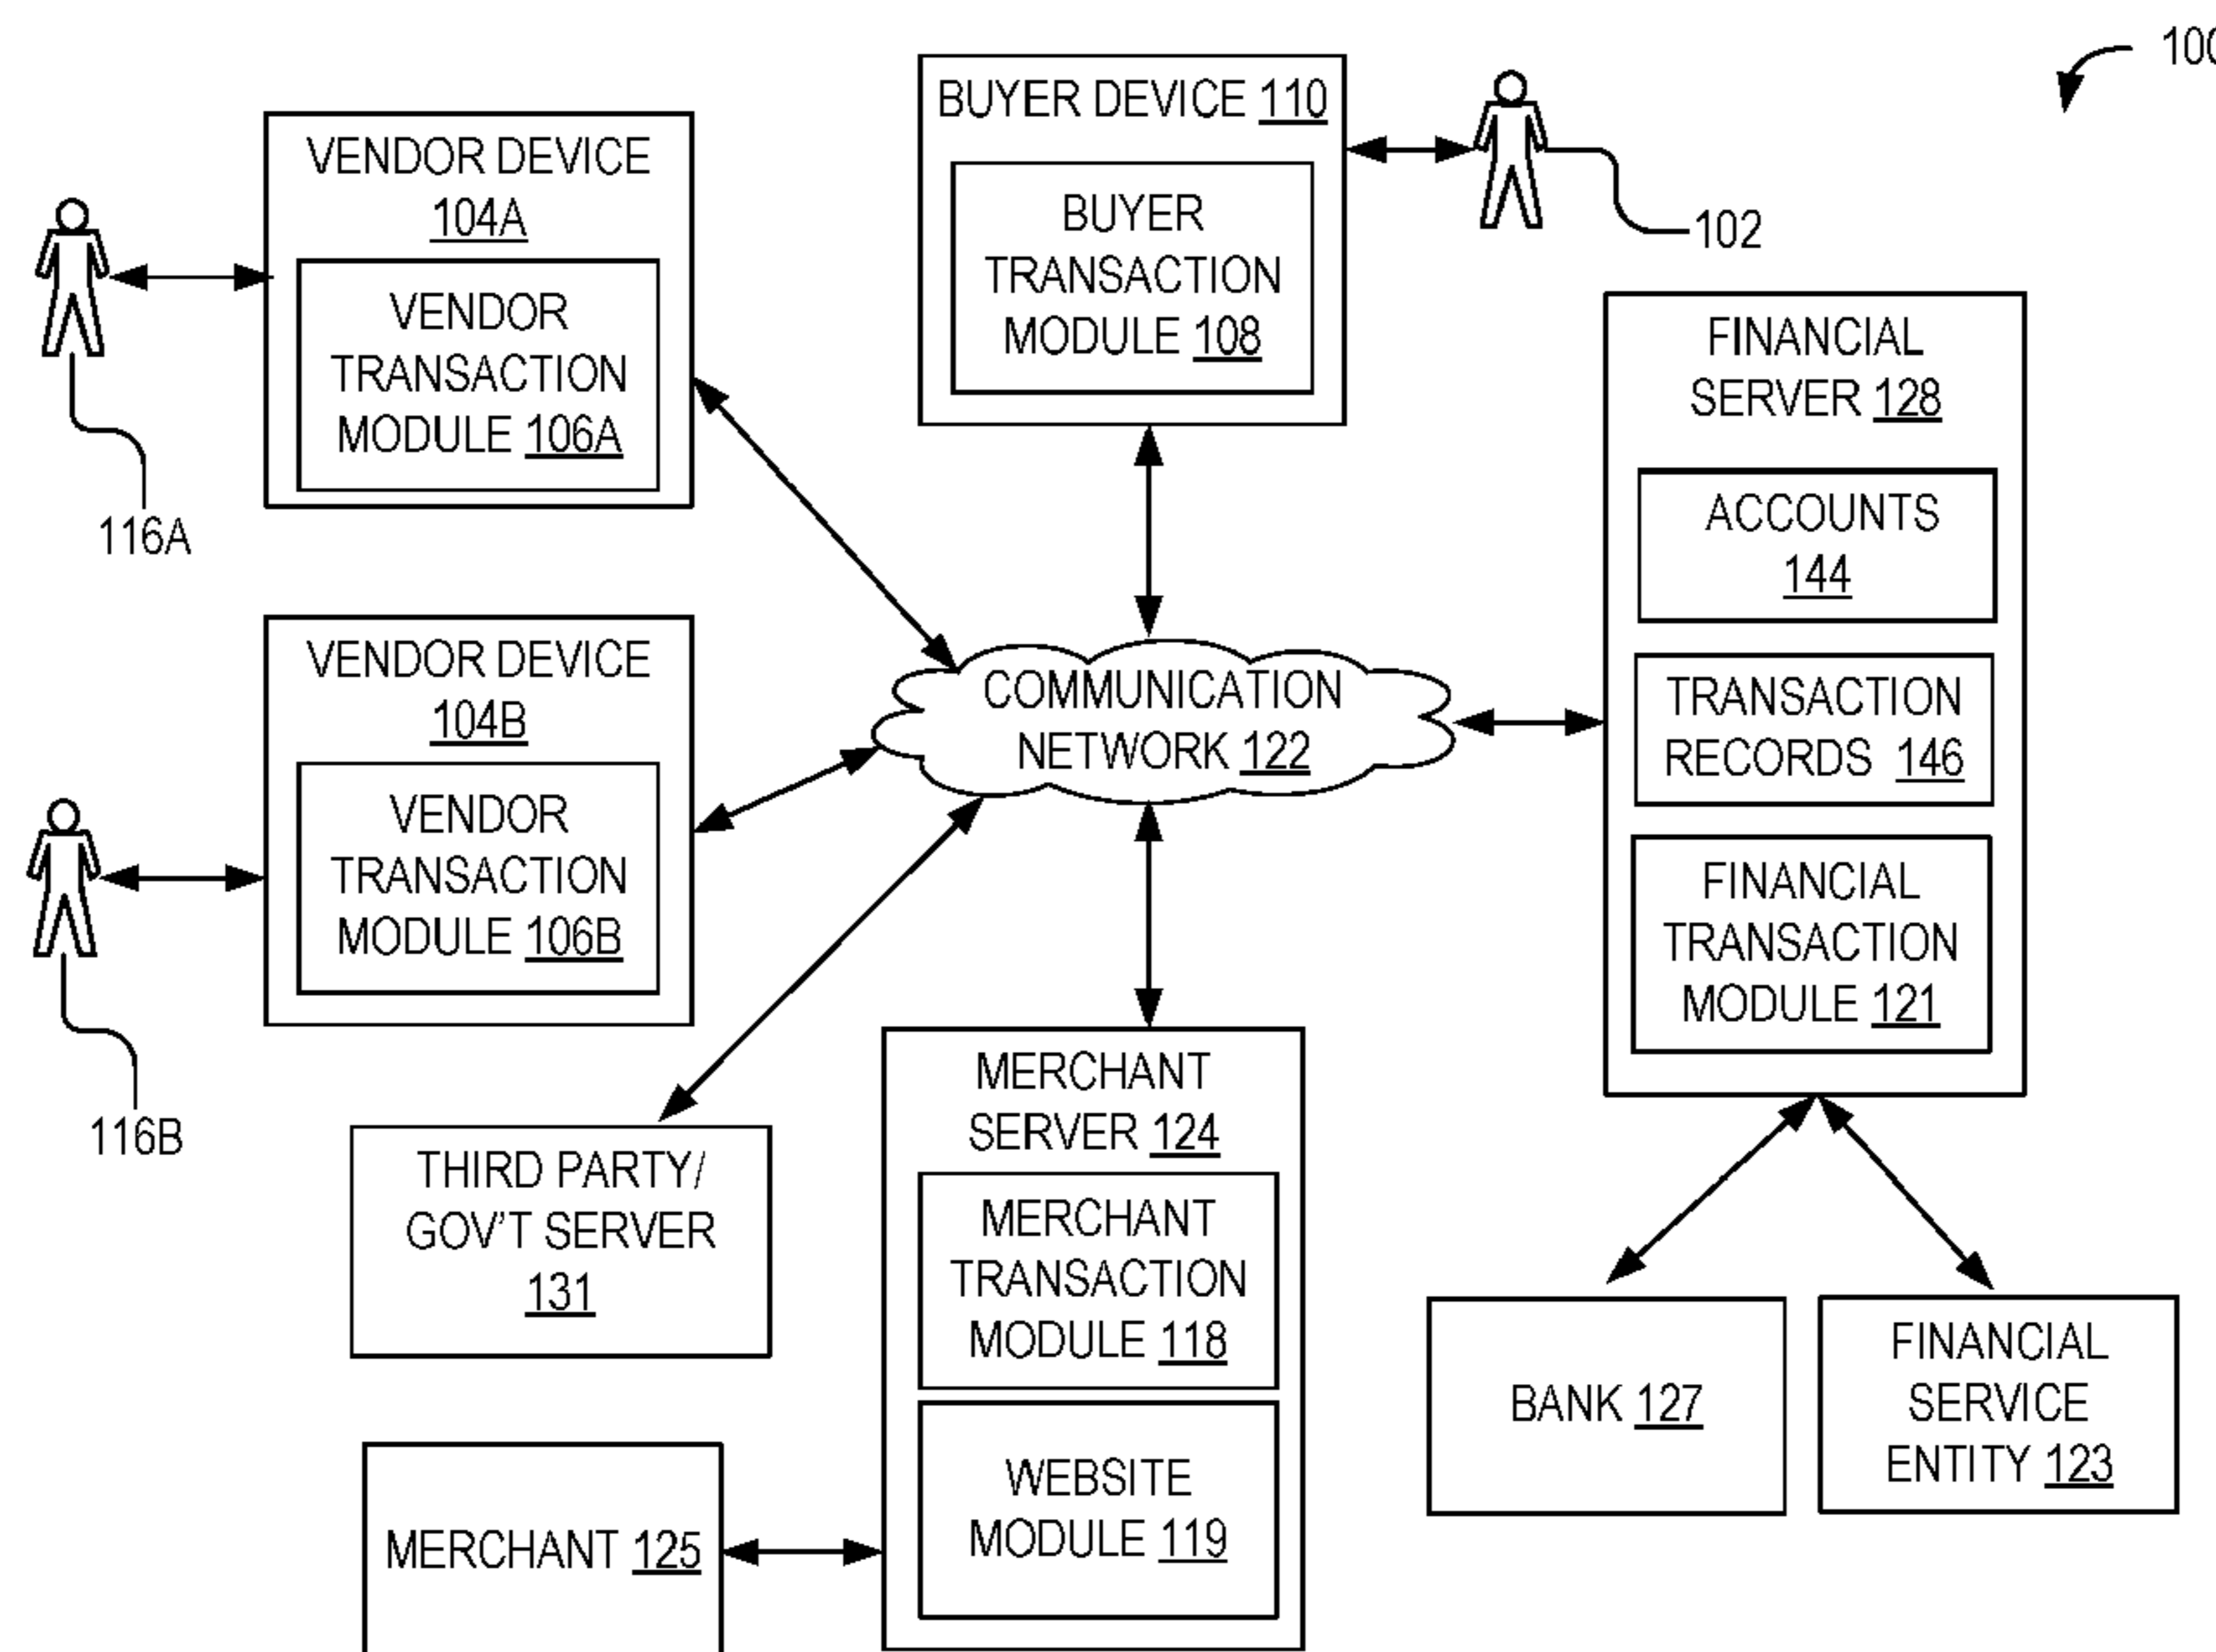 100
BUYER DEVICE 110
BUYER
TRANSACTION
MODULE 108
102
VENDOR DEVICE
104A
VENDOR
TRANSACTION
MODULE 106A
116A
FINANCIAL
SERVER 128
ACCOUNTS
144
TRANSACTION
RECORDS 146
FINANCIAL
TRANSACTION
MODULE 121
VENDOR DEVICE
104B
VENDOR
TRANSACTION
MODULE 106B
116B
COMMUNICATION
NETWORK 122
THIRD PARTY/
GOV'T SERVER
131
MERCHANT
SERVER 124
MERCHANT
TRANSACTION
MODULE 118
WEBSITE
MODULE 119
MERCHANT 125
BANK 127
FINANCIAL
SERVICE
ENTITY 123